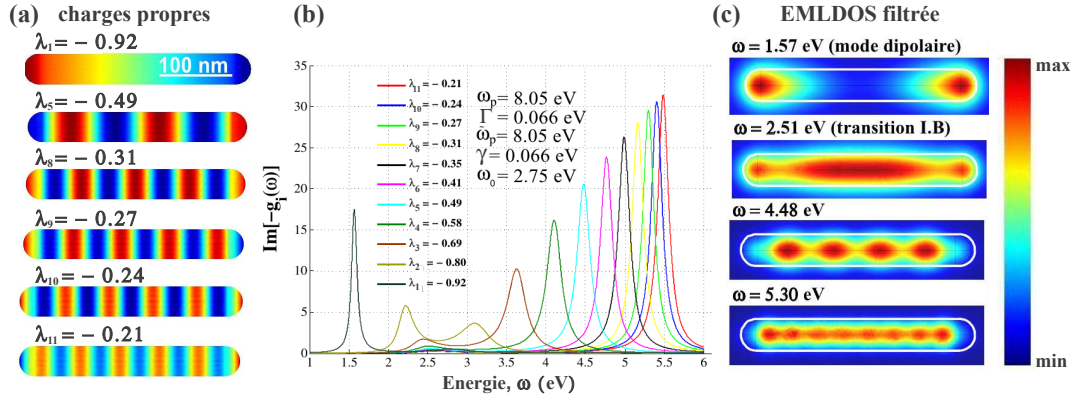 (a) charges propres
λ1 = − 0.92
100 nm
λ5 = − 0.49
λ8 = − 0.31
λ9 = − 0.27
λ10 = − 0.24
λ11 = − 0.21
(b)
Im[-gi(ω)]
35
30
25
20
15
10
5
0
1
1.5
2
2.5
3
3.5
4
4.5
5
5.5
6
Energie, ω (eV)
λ11 = − 0.21
λ10 = − 0.24
λ9 = − 0.27
λ8 = − 0.31
λ7 = − 0.35
λ6 = − 0.41
λ5 = − 0.49
λ4 = − 0.58
λ3 = − 0.69
λ2 = − 0.80
λ1 = − 0.92
ωp = 8.05 eV
Γ = 0.066 eV
ω̃p = 8.05 eV
γ = 0.066 eV
ω0 = 2.75 eV
(c) EMLDOS filtrée
ω = 1.57 eV (mode dipolaire)
ω = 2.51 eV (transition I.B)
ω = 4.48 eV
ω = 5.30 eV
max
min